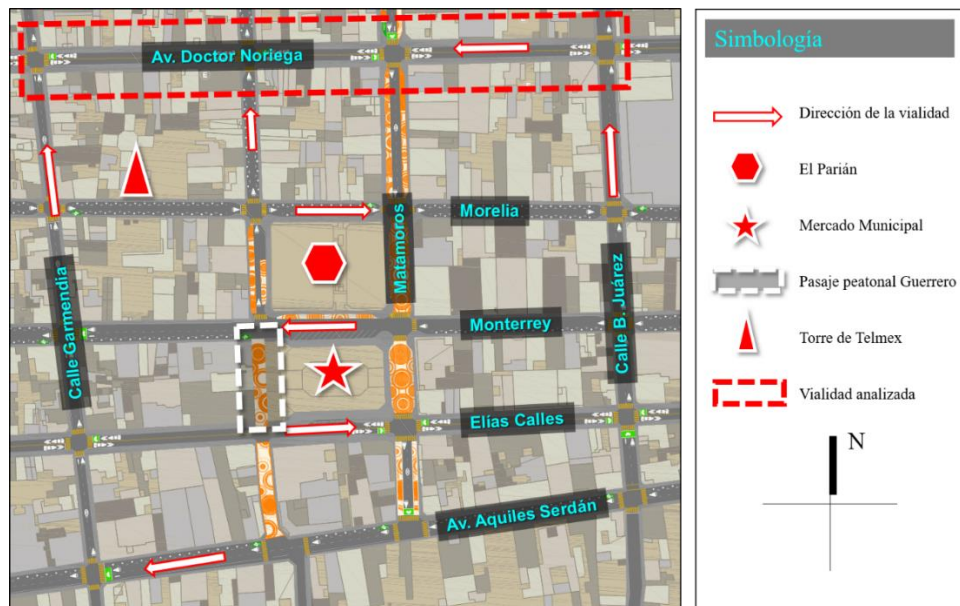 Av. Doctor Noriega
Morelia
Matamoros
Calle Garmendia
Monterrey
Calle B. Juárez
Elías Calles
Av. Aquiles Serdán
Simbología
Dirección de la vialidad
El Parián
Mercado Municipal
Pasaje peatonal Guerrero
Torre de Telmex
Vialidad analizada
N